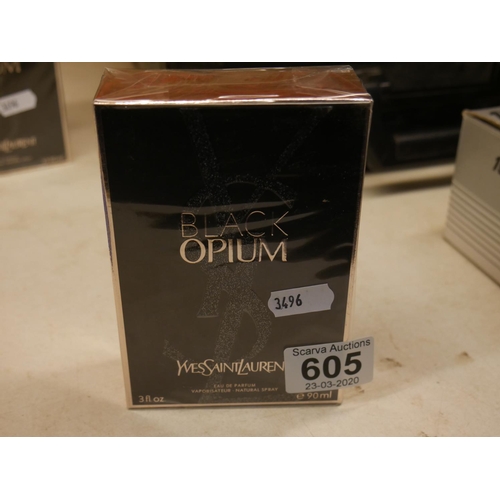 BLACK
OPIUM
3496
YVESSAINTLAUREN
EAU DE PARFUM
VAPORISATEUR - NATURAL SPRAY
3 fl oz
e 90 ml
Scarva Auctions
605
23-03-2020